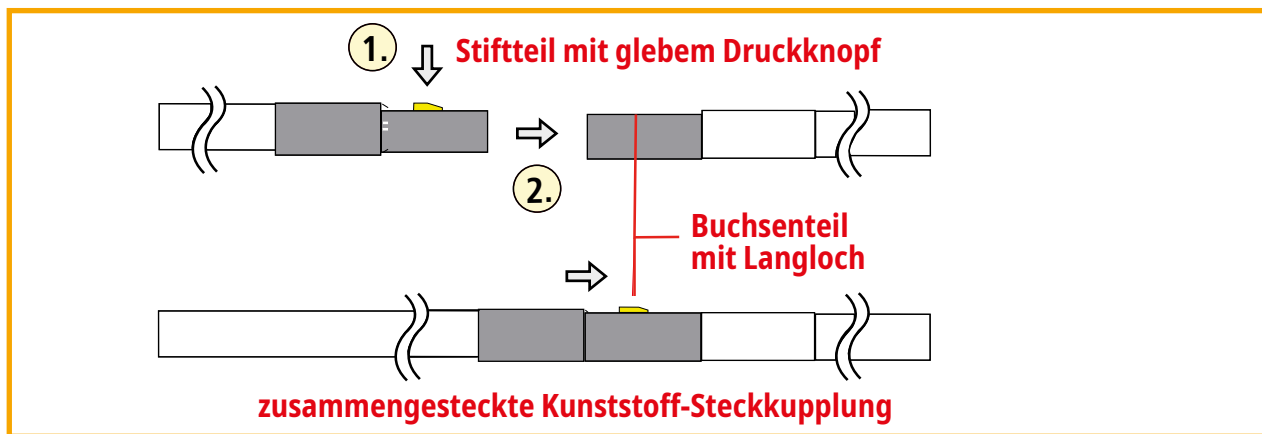 1.
Stiftteil mit glebem Druckknopf
2.
Buchsenteil
mit Langloch
zusammengesteckte Kunststoff-Steckkupplung